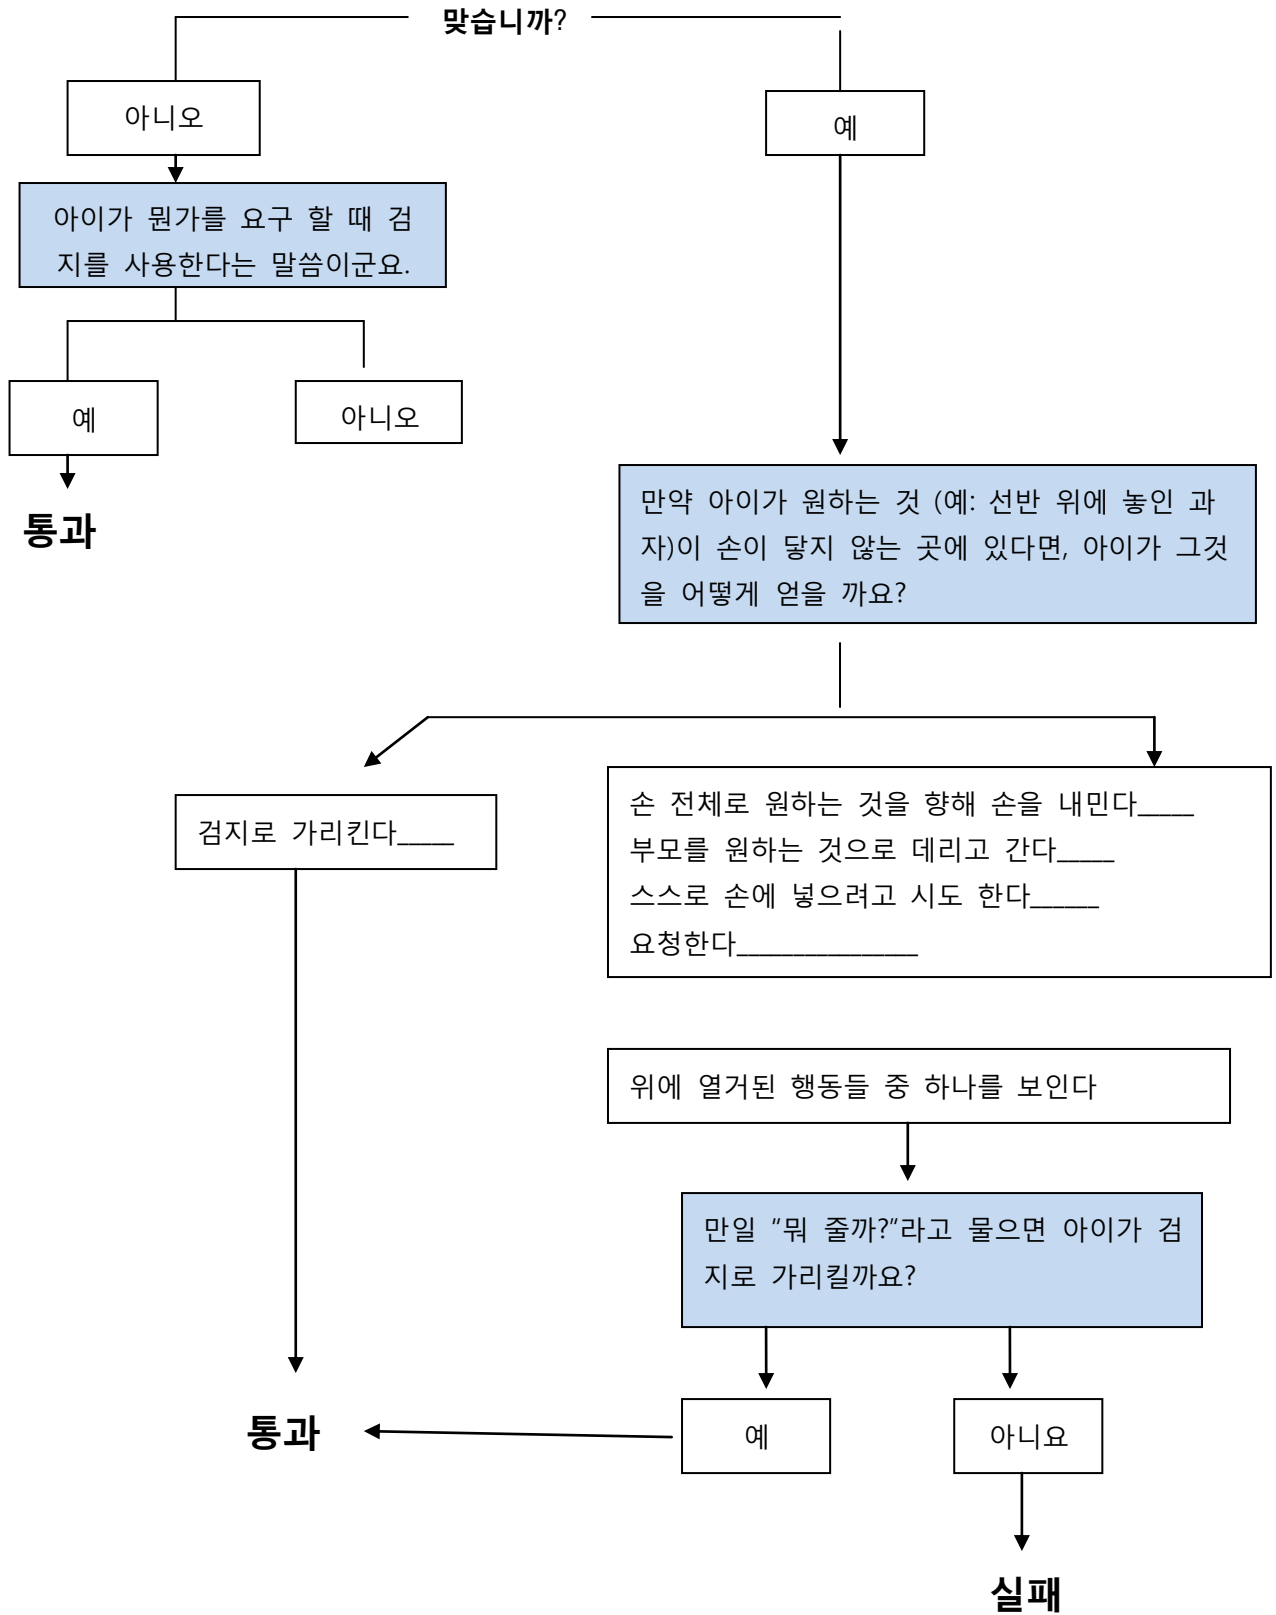 맞습니까?
아니오
예
아이가 뭔가를 요구 할 때 검
지를 사용한다는 말씀이군요.
예
아니오
통과
만약 아이가 원하는 것 (예: 선반 위에 놓인 과
자)이 손이 닿지 않는 곳에 있다면, 아이가 그것
을 어떻게 얻을 까요?
검지로 가리킨다_____
손 전체로 원하는 것을 향해 손을 내민다_____
부모를 원하는 것으로 데리고 간다_____
스스로 손에 넣으려고 시도 한다______
요청한다________________
위에 열거된 행동들 중 하나를 보인다
만일 “뭐 줄까?”라고 물으면 아이가 검
지로 가리킬까요?
통과
예
아니요
실패